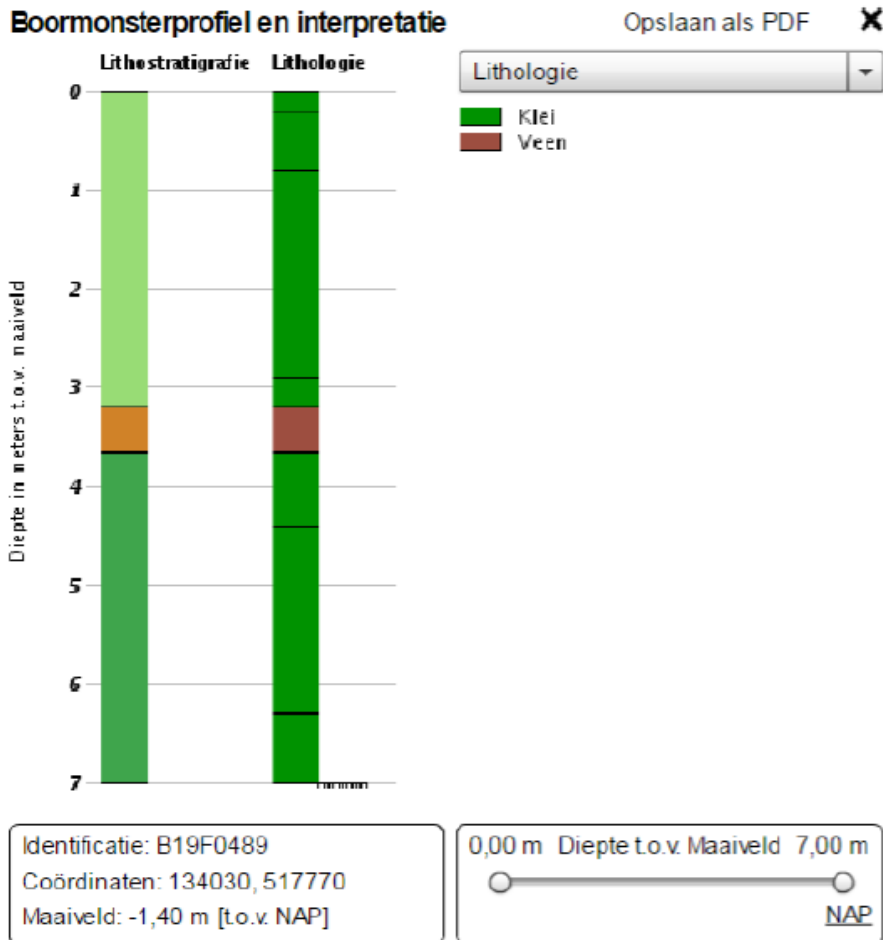 Boormonsterprofiel en interpretatie
Opslaan als PDF X
Lithostratigrafie Lithologie
Lithologie
Klei
Veen
Diepte in meters t.o.v. maaiveld
0
1
2
3
4
5
6
7
Identificatie: B19F0489
Coördinaten: 134030, 517770
Maaiveld: -1,40 m [t.o.v. NAP]
0,00 m Diepte t.o.v. Maaiveld 7,00 m
NAP